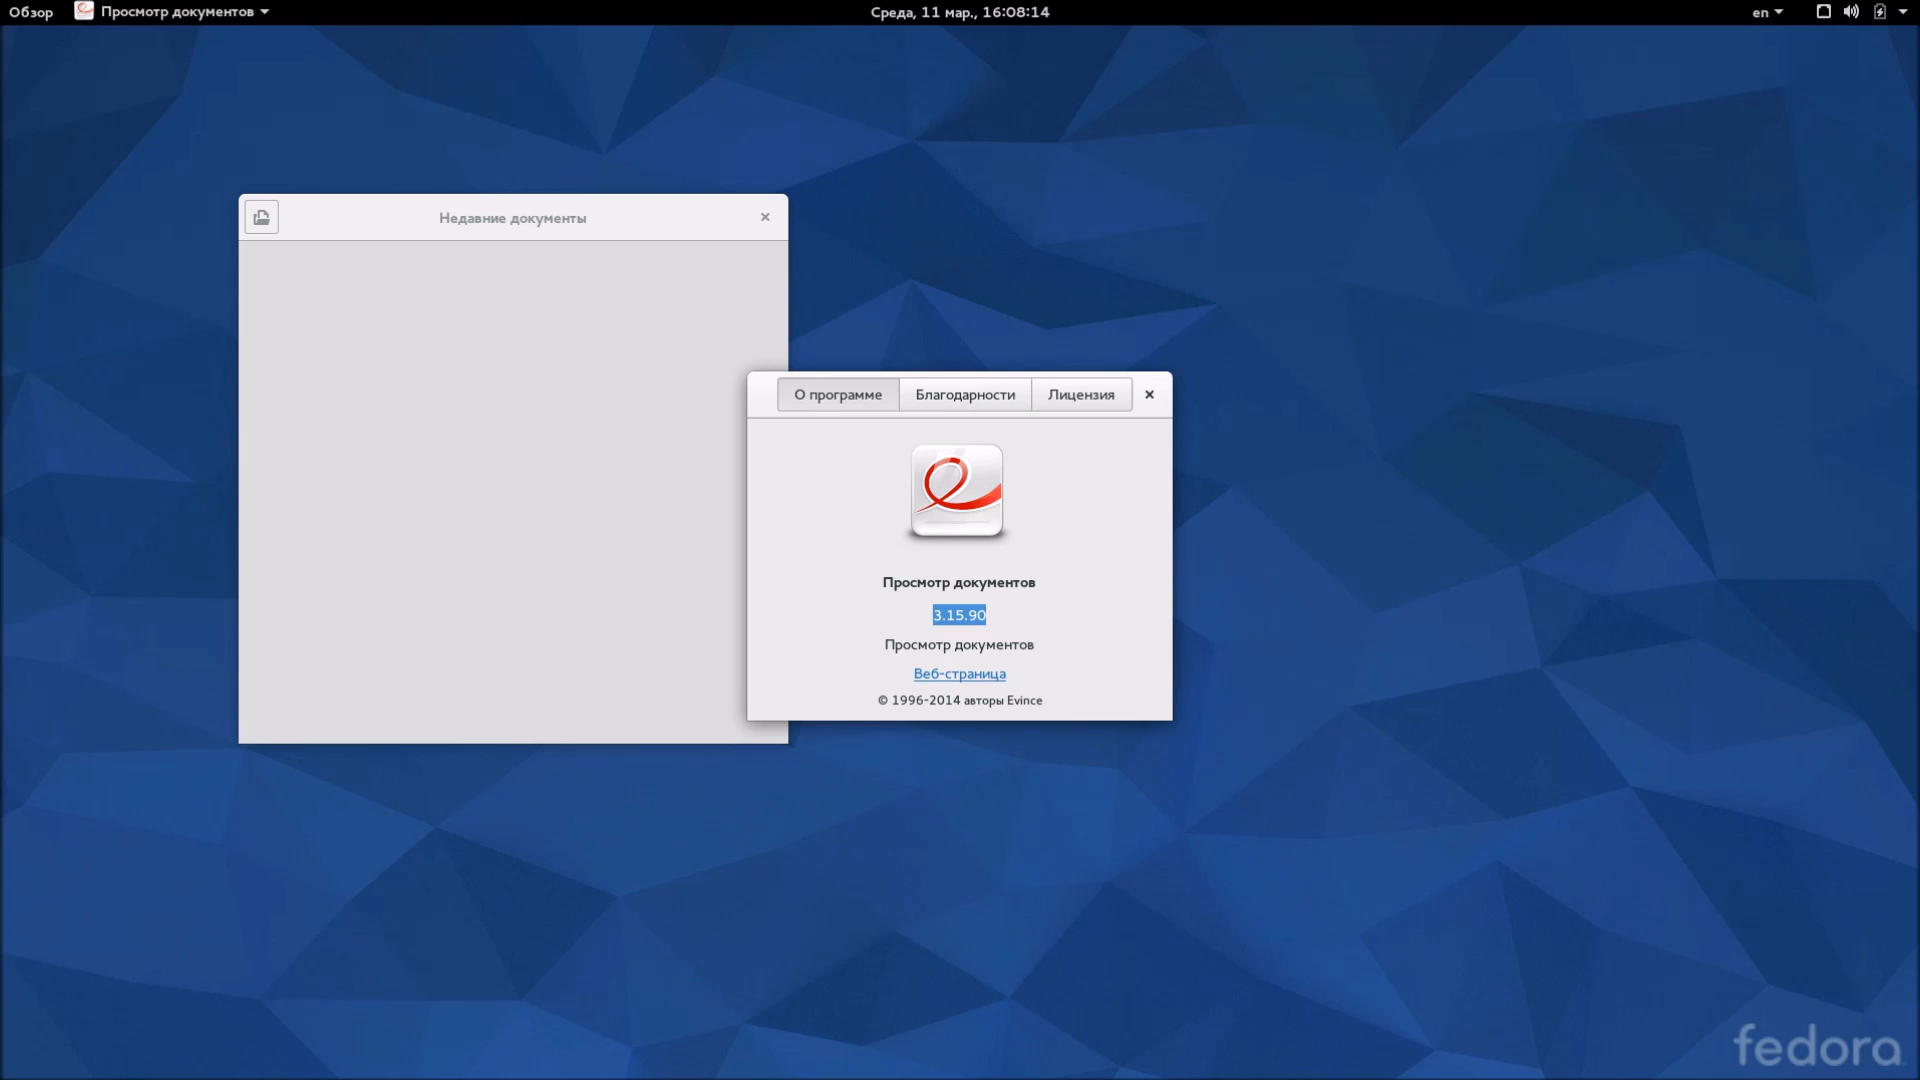 Обзор
Просмотр документов
Среда, 11 мар., 16:08:14
en
Недавние документы
О программе
Благодарности
Лицензия
Просмотр документов
3.15.90
Просмотр документов
Веб-страница
© 1996-2014 авторы Evince
fedora